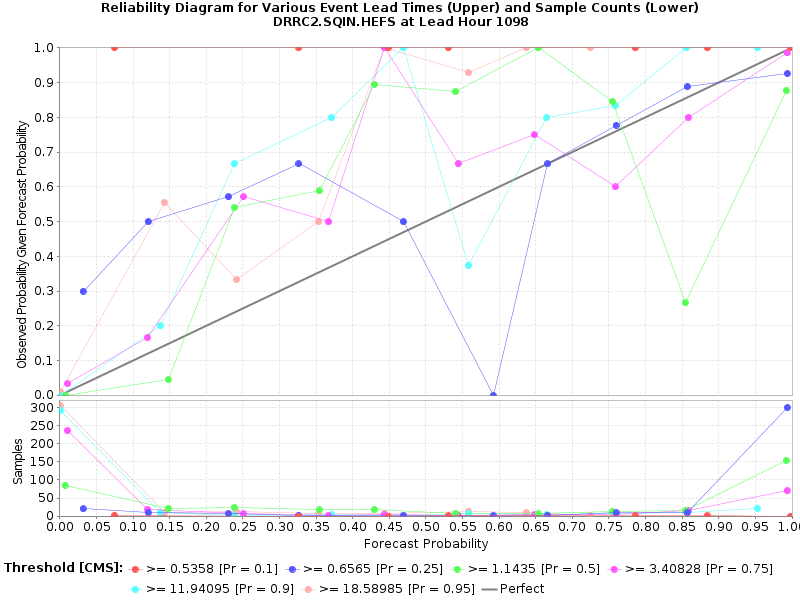 Reliability Diagram for Various Event Lead Times (Upper) and Sample Counts (Lower)
DRRC2.SQIN.HEFS at Lead Hour 1098
Observed Probability Given Forecast Probability
1.0
0.9
0.8
0.7
0.6
0.5
0.4
0.3
0.2
0.1
0.0
Samples
300
250
200
150
100
50
0
0.00 0.05 0.10 0.15 0.20 0.25 0.30 0.35 0.40 0.45 0.50 0.55 0.60 0.65 0.70 0.75 0.80 0.85 0.90 0.95 1.0
Forecast Probability
Threshold [CMS]: >= 0.5358 [Pr = 0.1] >= 0.6565 [Pr = 0.25] >= 1.1435 [Pr = 0.5] >= 3.40828 [Pr = 0.75]
>= 11.94095 [Pr = 0.9] >= 18.58985 [Pr = 0.95] Perfect